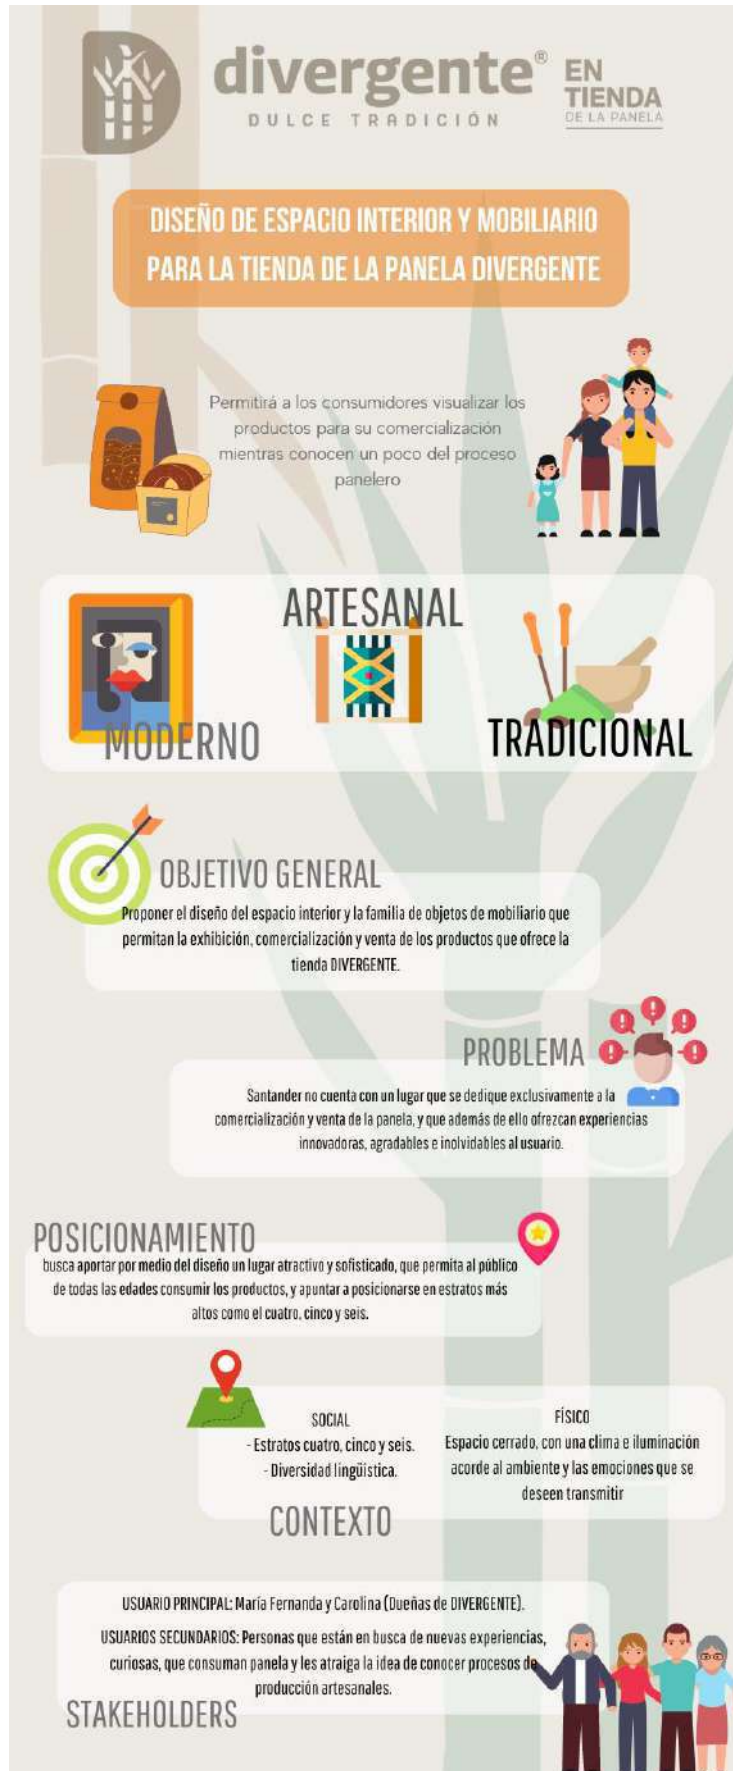 divergente®
DULCE TRADICIÓN
EN
TIENDA
DE LA PANELA
DISEÑO DE ESPACIO INTERIOR Y MOBILIARIO
PARA LA TIENDA DE LA PANELA DIVERGENTE
Permitirá a los consumidores visualizar los
productos para su comercialización
mientras conocen un poco del proceso
panelero
MODERNO
ARTESANAL
TRADICIONAL
OBJETIVO GENERAL
Proponer el diseño del espacio interior y la familia de objetos de mobiliario que
permitan la exhibición, comercialización y venta de los productos que ofrece la
tienda DIVERGENTE.
PROBLEMA
Santander no cuenta con un lugar que se dedique exclusivamente a la
comercialización y venta de la panela, y que además de ello ofrezcan experiencias
innovadoras, agradables e inolvidables al usuario.
POSICIONAMIENTO
busca aportar por medio del diseño un lugar atractivo y sofisticado, que permita al público
de todas las edades consumir los productos, y apuntar a posicionarse en estratos más
altos como el cuatro, cinco y seis.
SOCIAL
- Estratos cuatro, cinco y seis.
- Diversidad lingüistica.
FÍSICO
Espacio cerrado, con una clima e iluminación
acorde al ambiente y las emociones que se
deseen transmitir
CONTEXTO
USUARIO PRINCIPAL: María Fernanda y Carolina (Dueñas de DIVERGENTE).
USUARIOS SECUNDARIOS: Personas que están en busca de nuevas experiencias,
curiosas, que consuman panela y les atraiga la idea de conocer procesos de
producción artesanales.
STAKEHOLDERS